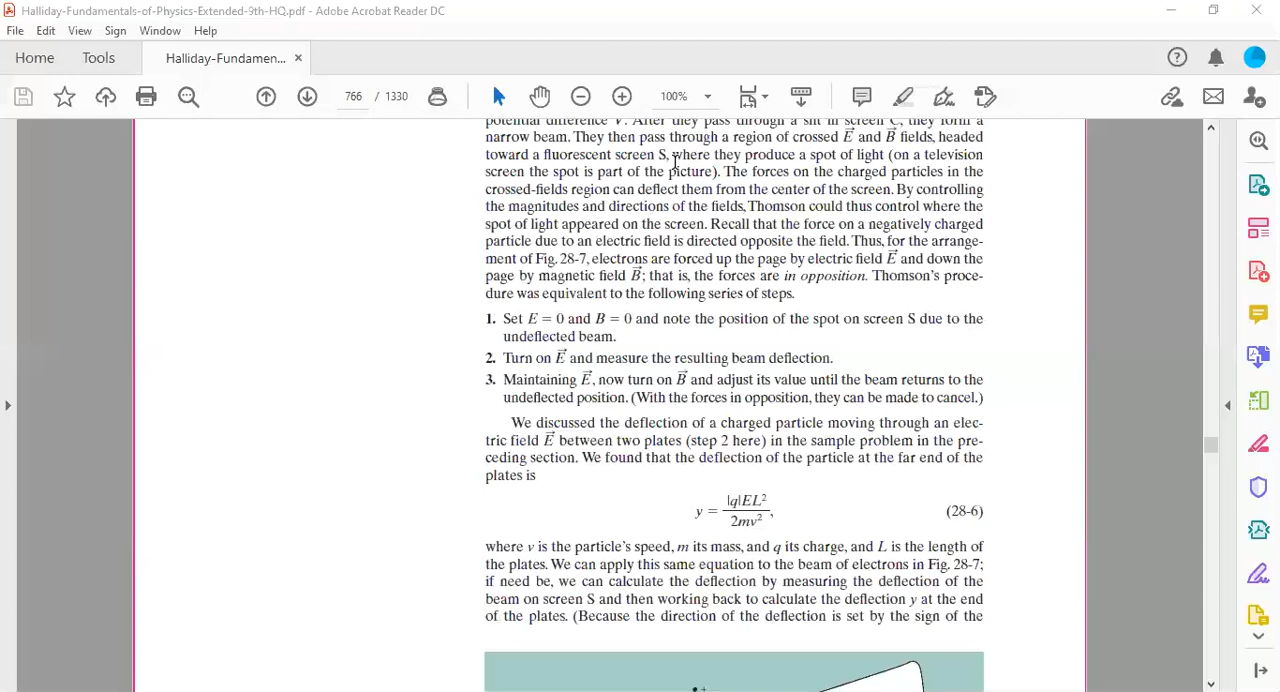 Halliday-Fundamentals-of-Physics-Extended-9th-HQ.pdf - Adobe Acrobat Reader DC
File Edit View Sign Window Help
Home Tools Halliday-Fundamen... ×
766 / 1330 100%
potential difference V. After they pass through a slit in screen C, they form a
narrow beam. They then pass through a region of crossed E⃗ and B⃗ fields, headed
toward a fluorescent screen S, where they produce a spot of light (on a television
screen the spot is part of the picture). The forces on the charged particles in the
crossed-fields region can deflect them from the center of the screen. By controlling
the magnitudes and directions of the fields, Thomson could thus control where the
spot of light appeared on the screen. Recall that the force on a negatively charged
particle due to an electric field is directed opposite the field. Thus, for the arrange-
ment of Fig. 28-7, electrons are forced up the page by electric field E⃗ and down the
page by magnetic field B⃗; that is, the forces are in opposition. Thomson's proce-
dure was equivalent to the following series of steps.
1. Set E = 0 and B = 0 and note the position of the spot on screen S due to the
undeflected beam.
2. Turn on E⃗ and measure the resulting beam deflection.
3. Maintaining E⃗, now turn on B⃗ and adjust its value until the beam returns to the
undeflected position. (With the forces in opposition, they can be made to cancel.)
We discussed the deflection of a charged particle moving through an elec-
tric field E⃗ between two plates (step 2 here) in the sample problem in the pre-
ceding section. We found that the deflection of the particle at the far end of the
plates is
y = |q|EL²/2mv², (28-6)
where v is the particle's speed, m its mass, and q its charge, and L is the length of
the plates. We can apply this same equation to the beam of electrons in Fig. 28-7;
if need be, we can calculate the deflection by measuring the deflection of the
beam on screen S and then working back to calculate the deflection y at the end
of the plates. (Because the direction of the deflection is set by the sign of the